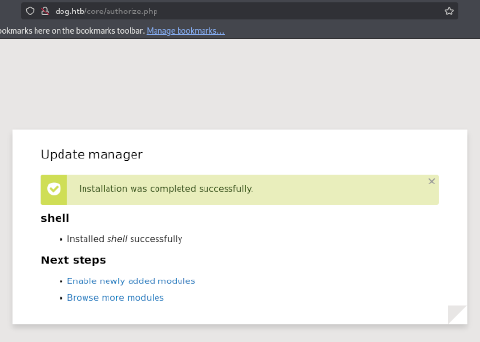 dog.htb/core/authorize.php
ookmarks here on the bookmarks toolbar. Manage bookmarks...
Update manager
Installation was completed successfully.
shell
• Installed shell successfully
Next steps
• Enable newly added modules
• Browse more modules